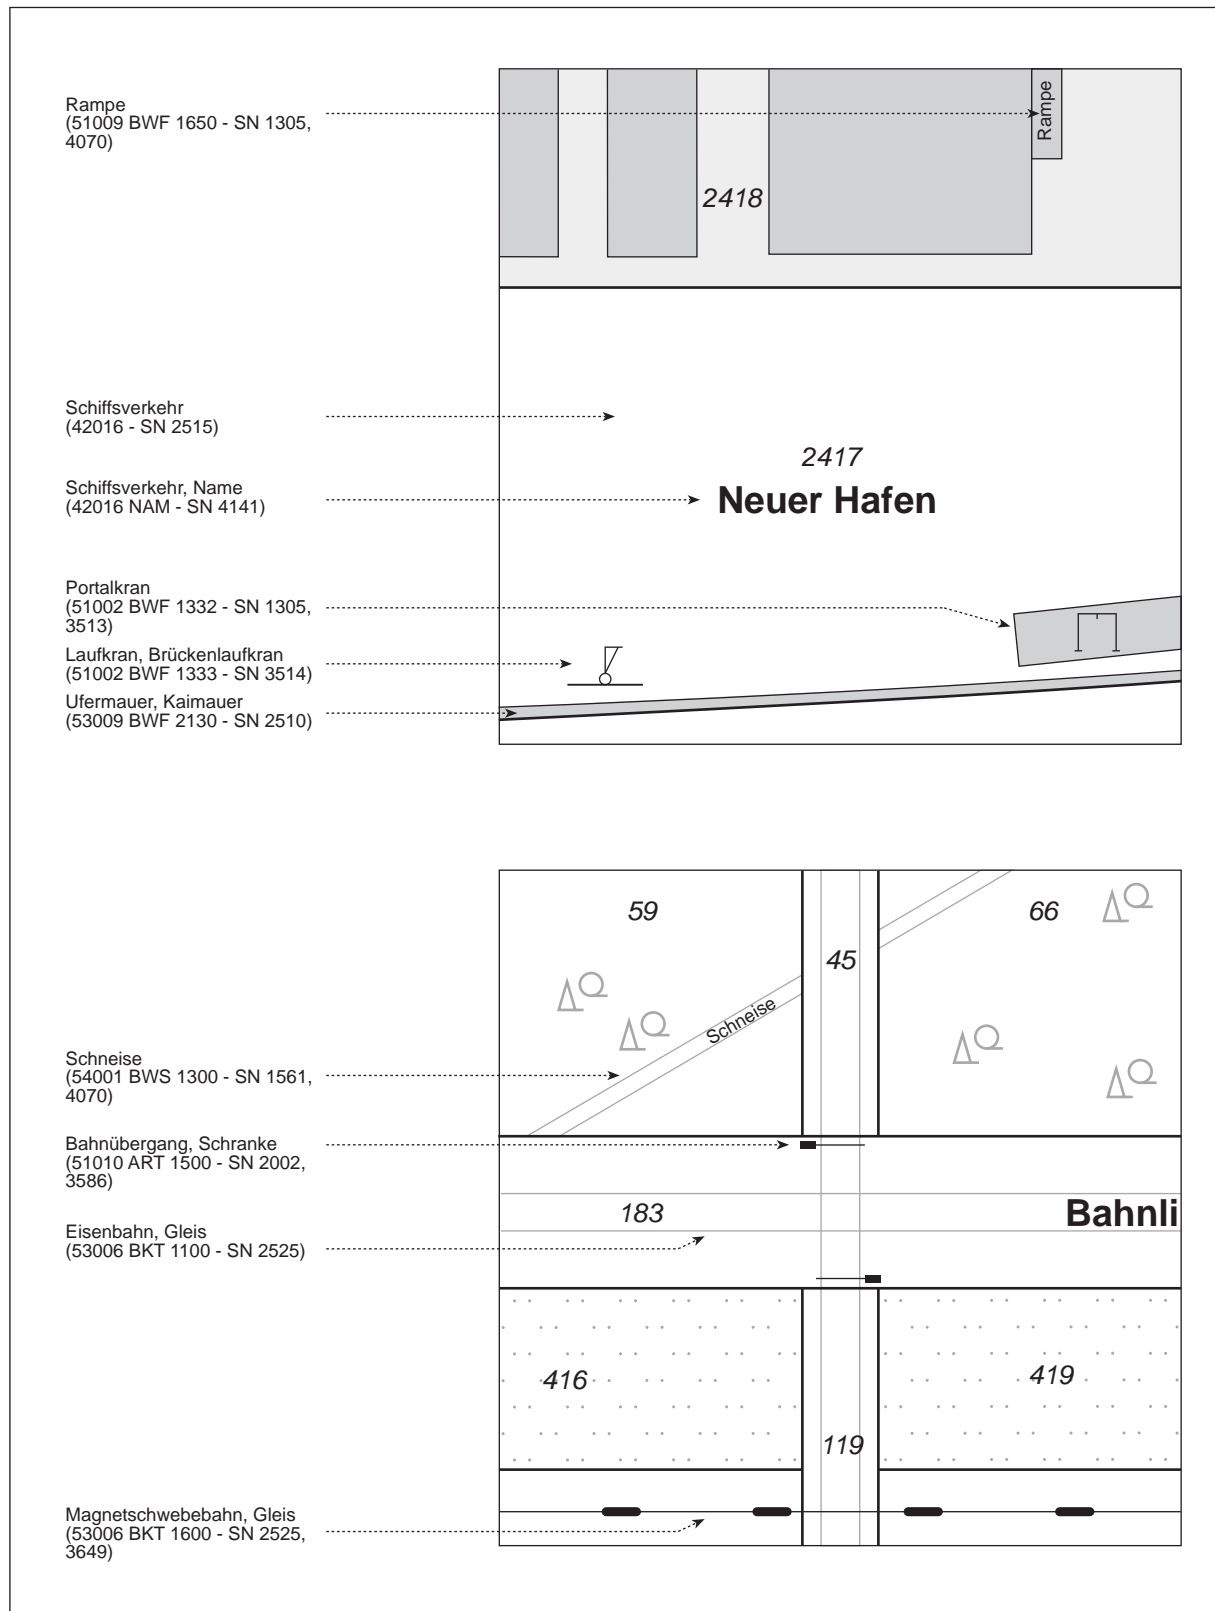 Rampe
(51009 BWF 1650 - SN 1305,
4070)
Rampe
2418
Schiffsverkehr
(42016 - SN 2515)
2417
Schiffsverkehr, Name
(42016 NAM - SN 4141)
Neuer Hafen
Portalkran
(51002 BWF 1332 - SN 1305,
3513)
Laufkran, Brückenlaufkran
(51002 BWF 1333 - SN 3514)
Ufermauer, Kaimauer
(53009 BWF 2130 - SN 2510)
59
66
45
Schneise
Schneise
(54001 BWS 1300 - SN 1561,
4070)
Bahnübergang, Schranke
(51010 ART 1500 - SN 2002,
3586)
183
Bahnli
Eisenbahn, Gleis
(53006 BKT 1100 - SN 2525)
416
419
119
Magnetschwebebahn, Gleis
(53006 BKT 1600 - SN 2525,
3649)